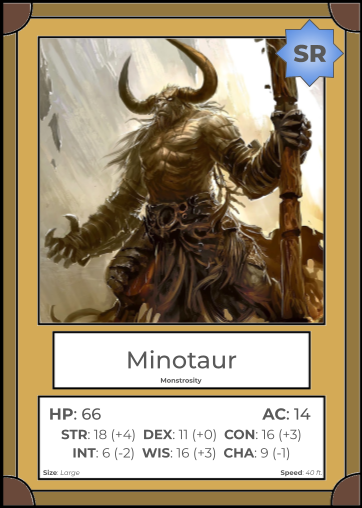 SR
Minotaur
Monstrosity
HP: 66 AC: 14
STR: 18 (+4) DEX: 11 (+0) CON: 16 (+3)
INT: 6 (-2) WIS: 16 (+3) CHA: 9 (-1)
Size: Large Speed: 40 ft.